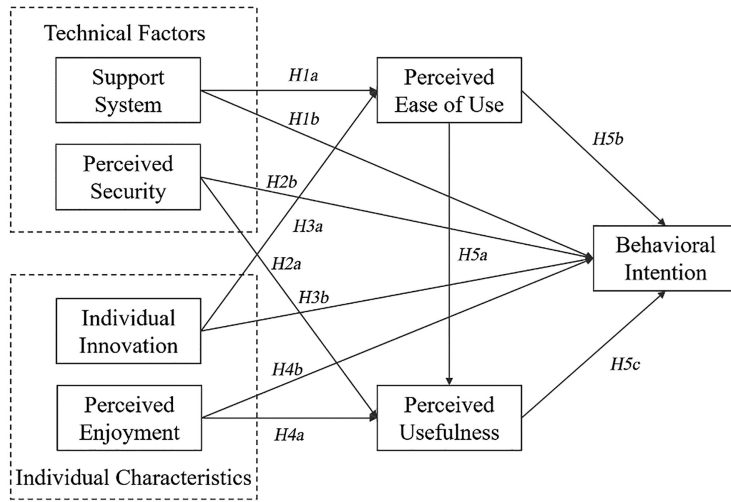 Technical Factors
Support
System
Perceived
Security
Individual
Innovation
Perceived
Enjoyment
Individual Characteristics
Perceived
Ease of Use
Perceived
Usefulness
Behavioral
Intention
H1a
H1b
H2b
H3a
H2a
H3b
H4b
H4a
H5a
H5b
H5c